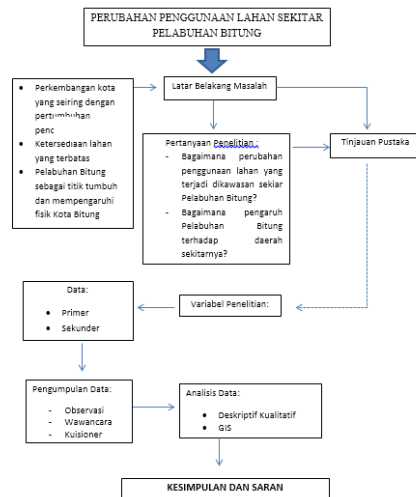 PERUBAHAN PENGGUNAAN LAHAN SEKITAR
PELABUHAN BITUNG
Latar Belakang Masalah
• Perkembangan kota
yang seiring dengan
pertumbuhan
penc
• Ketersediaan lahan
yang terbatas
• Pelabuhan Bitung
sebagai titik tumbuh
dan mempengaruhi
fisik Kota Bitung
Pertanyaan Penelitian :
- Bagaimana perubahan
penggunaan lahan yang
terjadi dikawasan sekiar
Pelabuhan Bitung?
- Bagaimana pengaruh
Pelabuhan Bitung
terhadap daerah
sekitarnya?
Tinjauan Pustaka
Variabel Penelitian:
Data:
• Primer
• Sekunder
Pengumpulan Data:
- Observasi
- Wawancara
- Kuisioner
Analisis Data:
• Deskriptif Kualitatif
• GIS
KESIMPULAN DAN SARAN